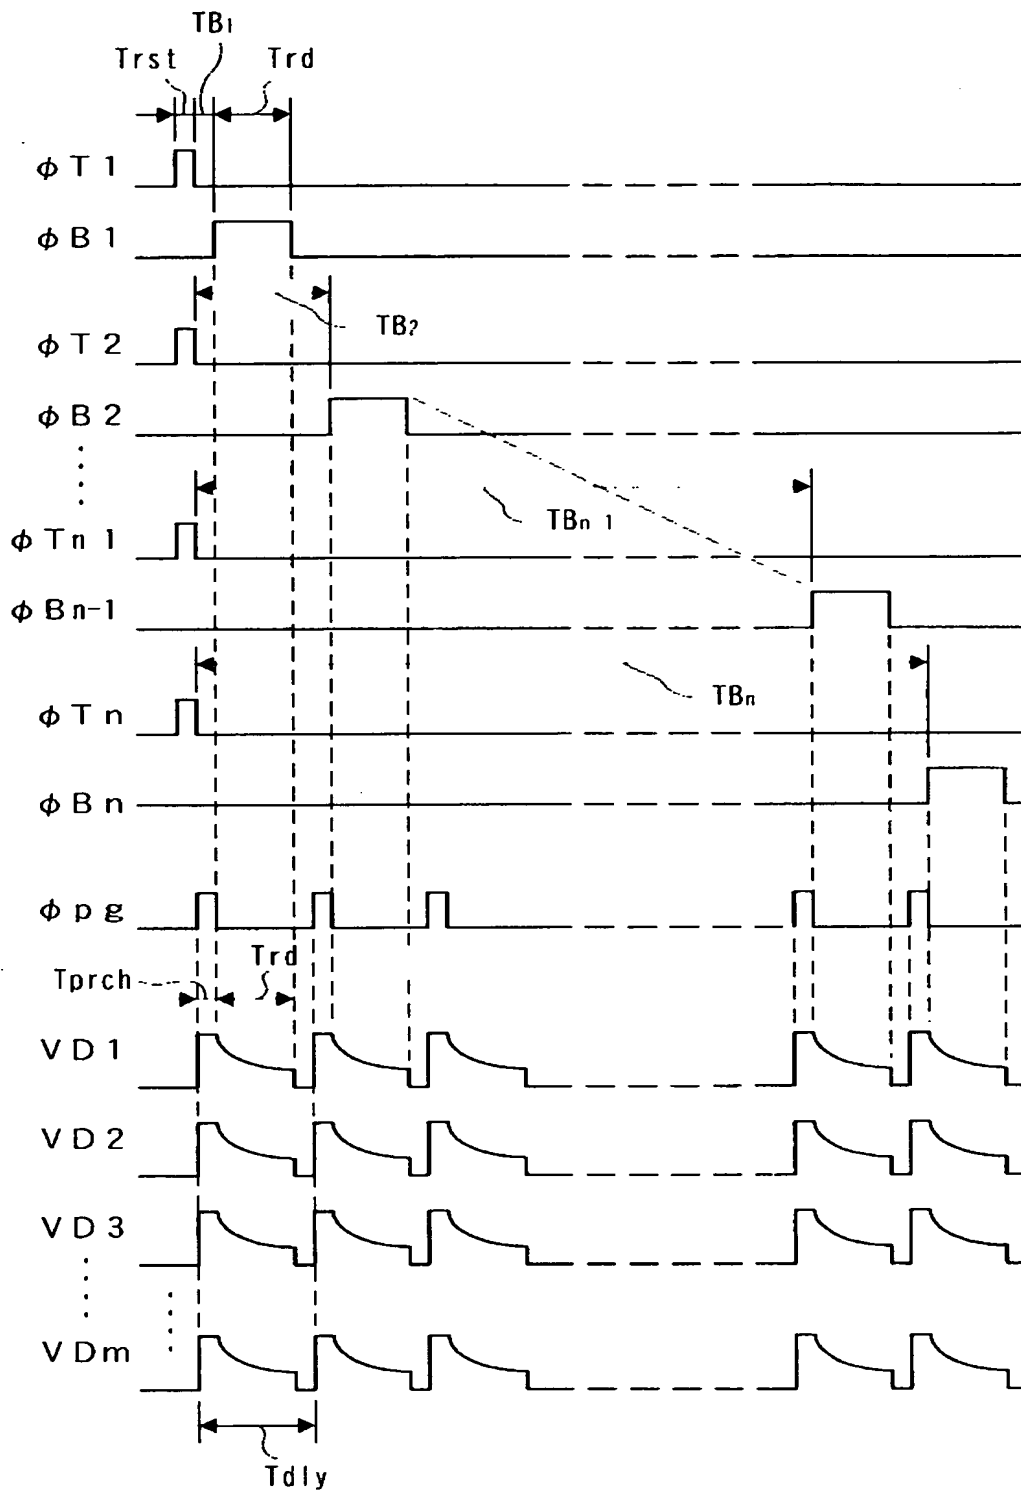 TB1
Trst Trd
φT1
φB1
TB2
φT2
φB2
TBn 1
φTn 1
φBn-1
TBn
φTn
φBn
φpg
Trd
Tprch
VD1
VD2
VD3
VDm
Tdly